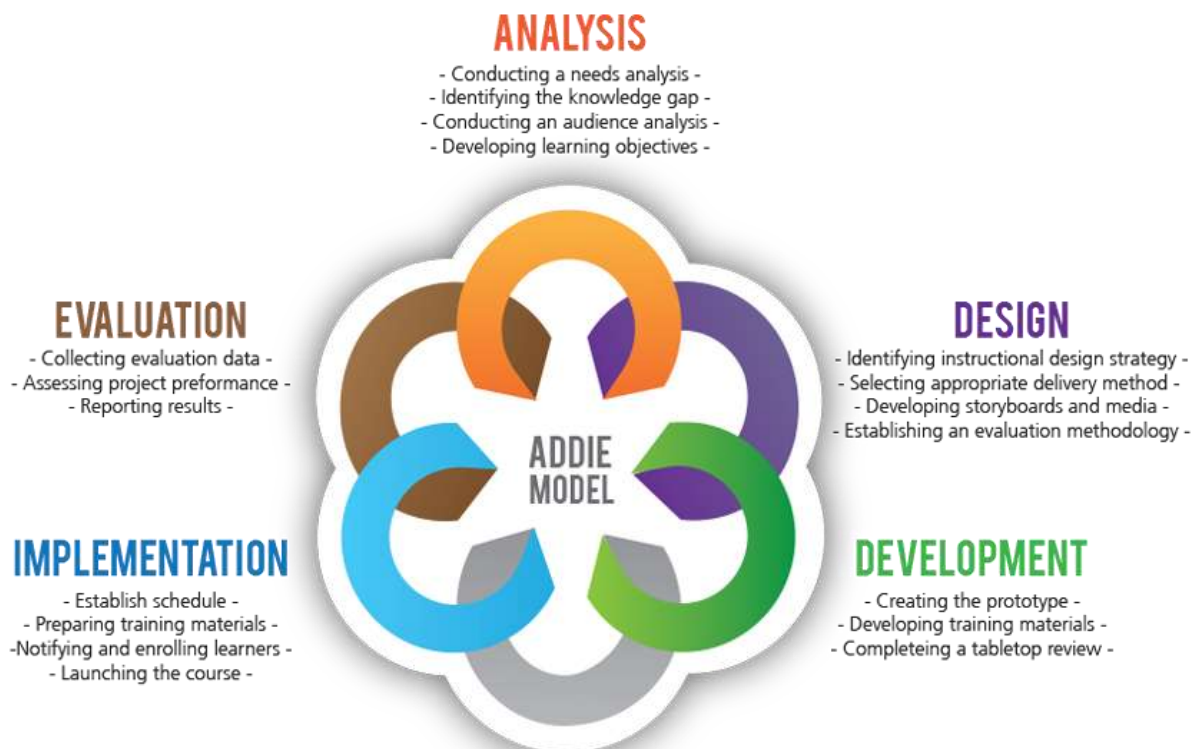 ANALYSIS
- Conducting a needs analysis -
- Identifying the knowledge gap -
- Conducting an audience analysis -
- Developing learning objectives -
EVALUATION
- Collecting evaluation data -
- Assessing project preformance -
- Reporting results -
DESIGN
- Identifying instructional design strategy -
- Selecting appropriate delivery method -
- Developing storyboards and media -
- Establishing an evaluation methodology -
ADDIE
MODEL
IMPLEMENTATION
- Establish schedule -
- Preparing training materials -
-Notifying and enrolling learners -
- Launching the course -
DEVELOPMENT
- Creating the prototype -
- Developing training materials -
- Completeing a tabletop review -